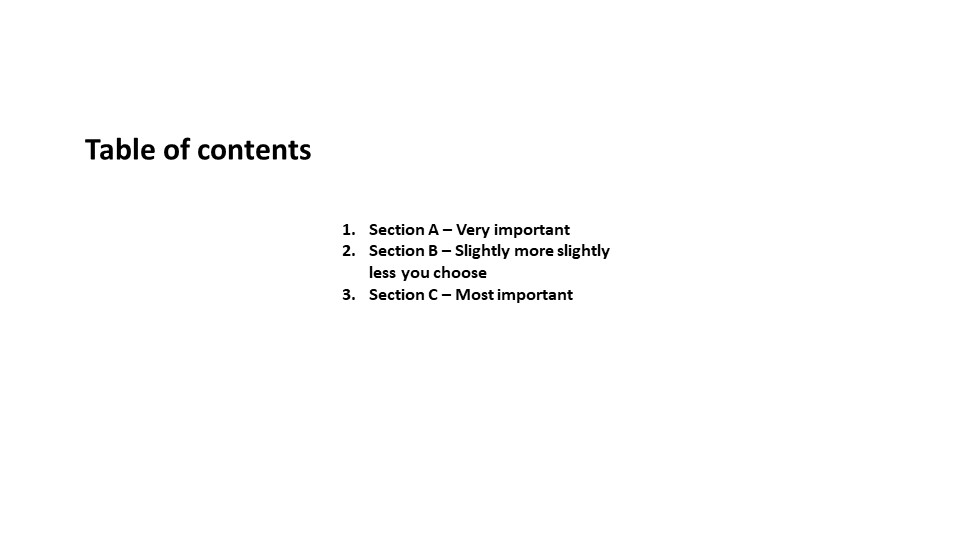 Table of contents
1. Section A – Very important
2. Section B – Slightly more slightly
less you choose
3. Section C – Most important